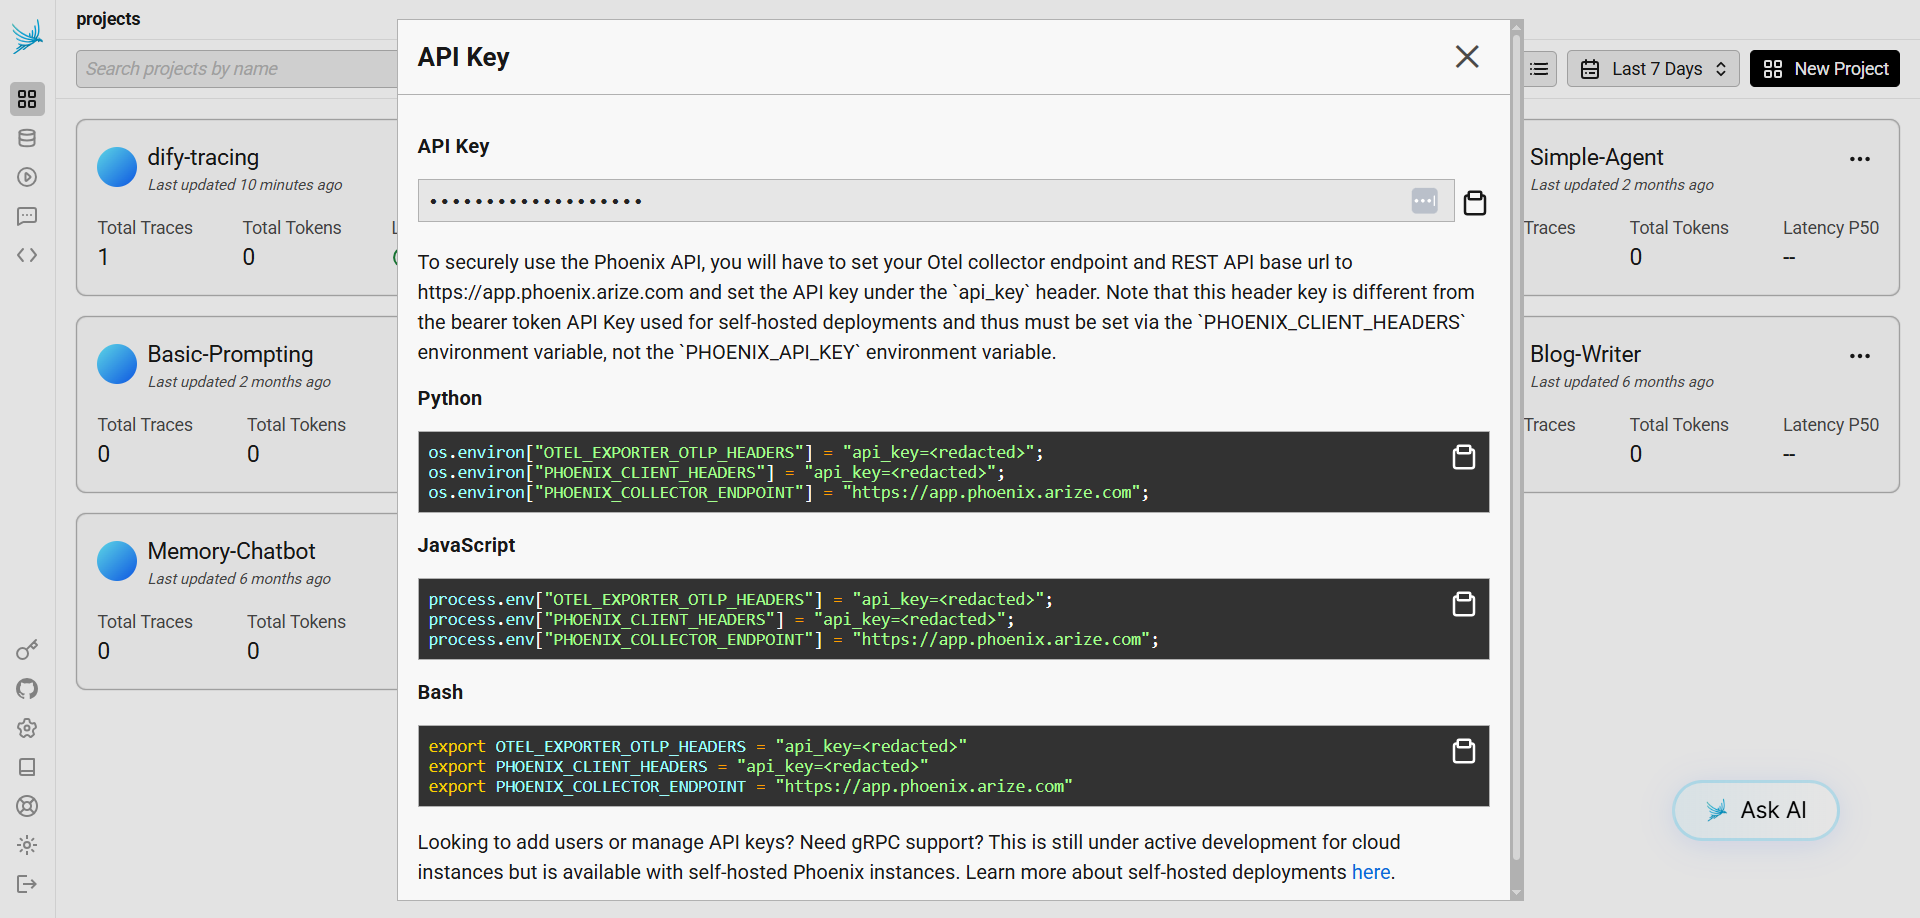 projects
Search projects by name
Last 7 Days
New Project
dify-tracing
Last updated 10 minutes ago
Total Traces
Total Tokens
1
0
Basic-Prompting
Last updated 2 months ago
Total Traces
Total Tokens
0
0
Memory-Chatbot
Last updated 6 months ago
Total Traces
Total Tokens
0
0
API Key
API Key
•••••••••••••••••••
To securely use the Phoenix API, you will have to set your Otel collector endpoint and REST API base url to
https://app.phoenix.arize.com and set the API key under the `api_key` header. Note that this header key is different from
the bearer token API Key used for self-hosted deployments and thus must be set via the `PHOENIX_CLIENT_HEADERS`
environment variable, not the `PHOENIX_API_KEY` environment variable.
Python
os.environ["OTEL_EXPORTER_OTLP_HEADERS"] = "api_key=<redacted>";
os.environ["PHOENIX_CLIENT_HEADERS"] = "api_key=<redacted>";
os.environ["PHOENIX_COLLECTOR_ENDPOINT"] = "https://app.phoenix.arize.com";
JavaScript
process.env["OTEL_EXPORTER_OTLP_HEADERS"] = "api_key=<redacted>";
process.env["PHOENIX_CLIENT_HEADERS"] = "api_key=<redacted>";
process.env["PHOENIX_COLLECTOR_ENDPOINT"] = "https://app.phoenix.arize.com";
Bash
export OTEL_EXPORTER_OTLP_HEADERS = "api_key=<redacted>"
export PHOENIX_CLIENT_HEADERS = "api_key=<redacted>"
export PHOENIX_COLLECTOR_ENDPOINT = "https://app.phoenix.arize.com"
Looking to add users or manage API keys? Need gRPC support? This is still under active development for cloud
instances but is available with self-hosted Phoenix instances. Learn more about self-hosted deployments here.
Simple-Agent
Last updated 2 months ago
Traces
Total Tokens
Latency P50
0
--
Blog-Writer
Last updated 6 months ago
Traces
Total Tokens
Latency P50
0
--
Ask AI